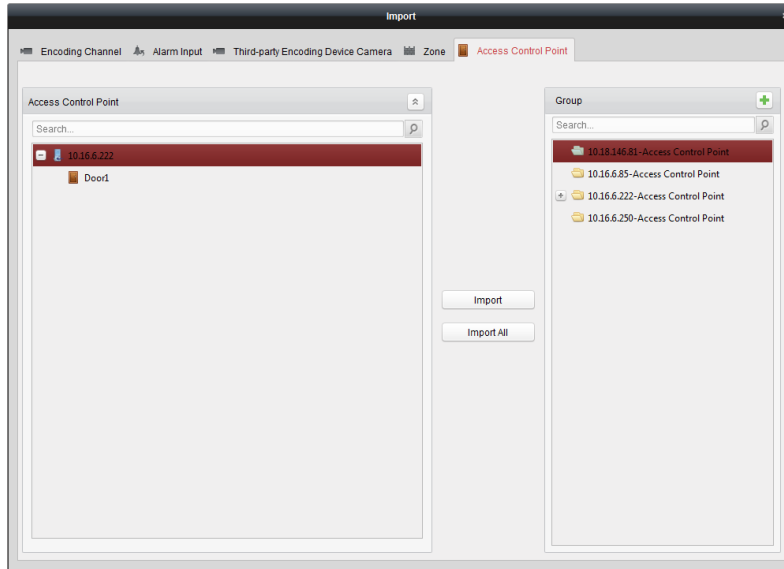 Import
Encoding Channel Alarm Input Third-party Encoding Device Camera Zone Access Control Point
Access Control Point
Search...
10.16.6.222
Door1
Import
Import All
Group
Search...
10.18.146.81-Access Control Point
10.16.6.85-Access Control Point
10.16.6.222-Access Control Point
10.16.6.250-Access Control Point